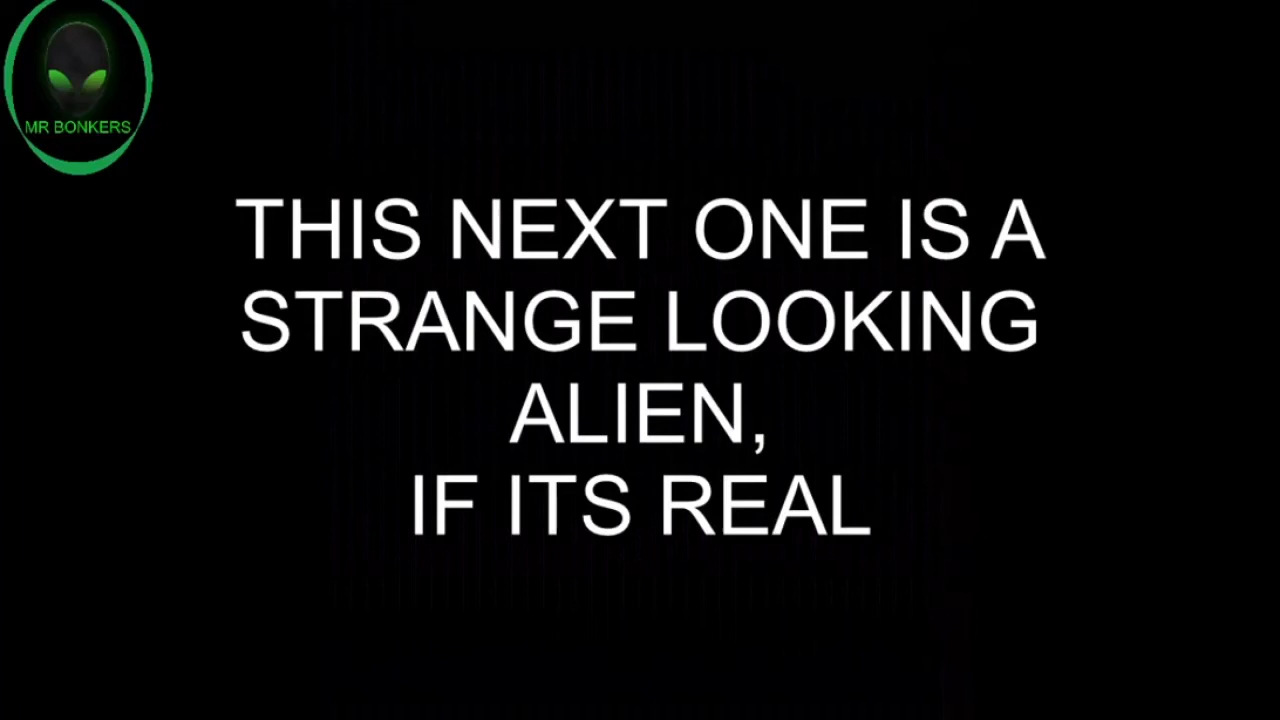 MR BONKERS
THIS NEXT ONE IS A
STRANGE LOOKING
ALIEN,
IF ITS REAL